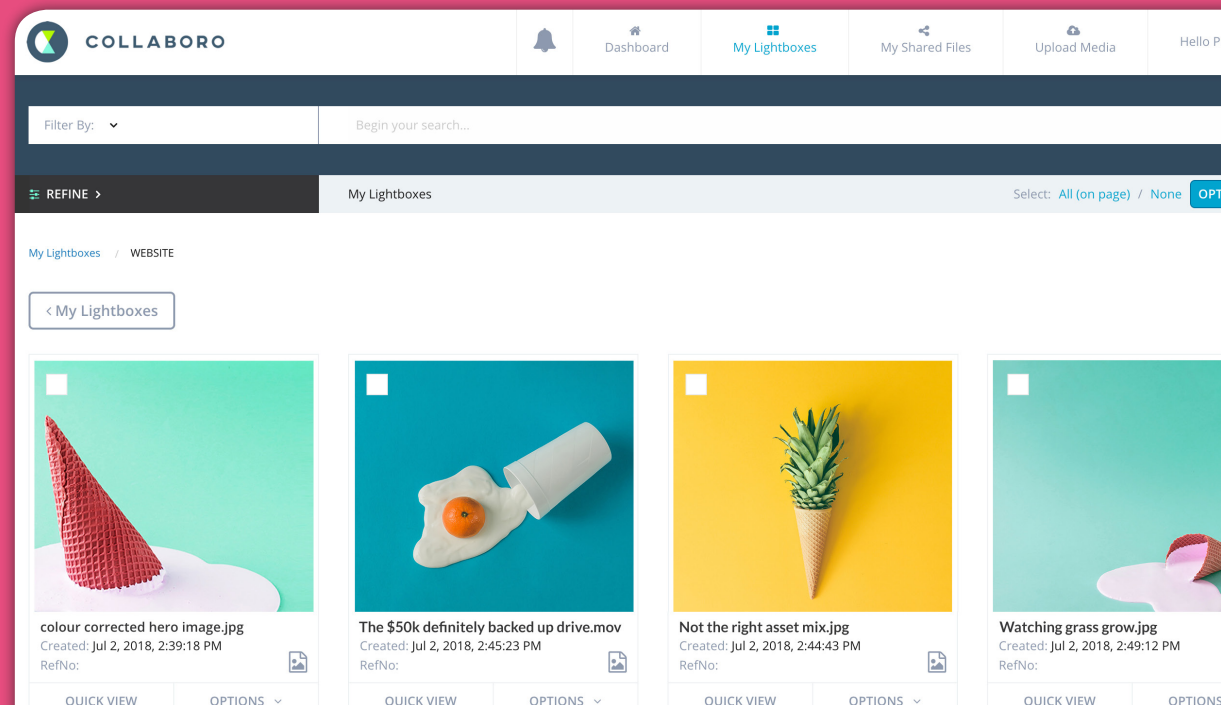 COLLABORO
Dashboard
My Lightboxes
My Shared Files
Upload Media
Hello P
Filter By:
Begin your search...
REFINE >
My Lightboxes
Select: All (on page) / None OPT
My Lightboxes / WEBSITE
< My Lightboxes
colour corrected hero image.jpg
Created: Jul 2, 2018, 2:39:18 PM
RefNo:
QUICK VIEW OPTIONS
The $50k definitely backed up drive.mov
Created: Jul 2, 2018, 2:45:23 PM
RefNo:
QUICK VIEW OPTIONS
Not the right asset mix.jpg
Created: Jul 2, 2018, 2:44:43 PM
RefNo:
QUICK VIEW OPTIONS
Watching grass grow.jpg
Created: Jul 2, 2018, 2:49:12 PM
RefNo:
QUICK VIEW OPTIONS